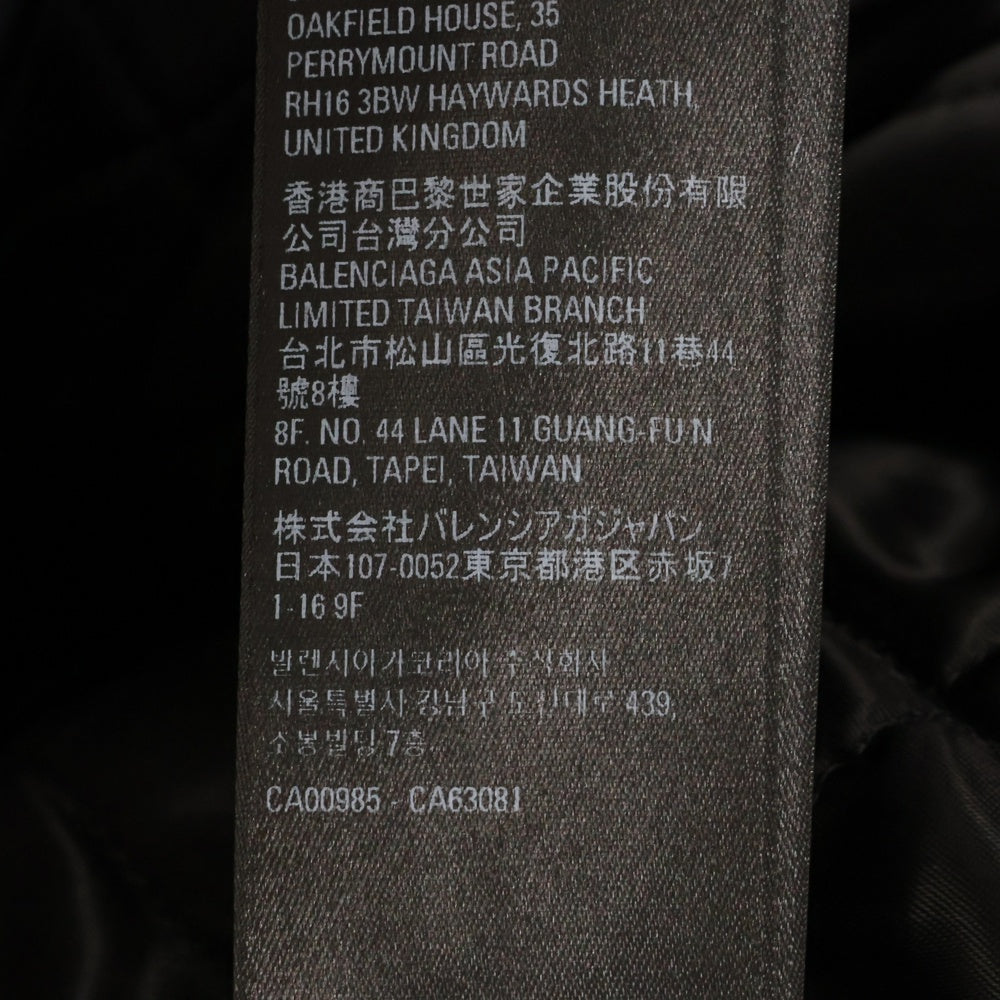 OAKFIELD HOUSE, 35
PERRYMOUNT ROAD
RH16 3BW HAYWARDS HEATH,
UNITED KINGDOM
香港商巴黎世家企業股份有限
公司台灣分公司
BALENCIAGA ASIA PACIFIC
LIMITED TAIWAN BRANCH
台北市松山區光復北路11巷44
號8樓
8F. NO. 44 LANE 11 GUANG-FU N
ROAD, TAPEI, TAIWAN
株式会社バレンシアガジャパン
日本107-0052東京都港区赤坂7
1-16 9F
발렌시아가코리아 주식회사
서울특별시 강남구 도산대로 439,
소봉빌딩 7층
CA00985 - CA63081